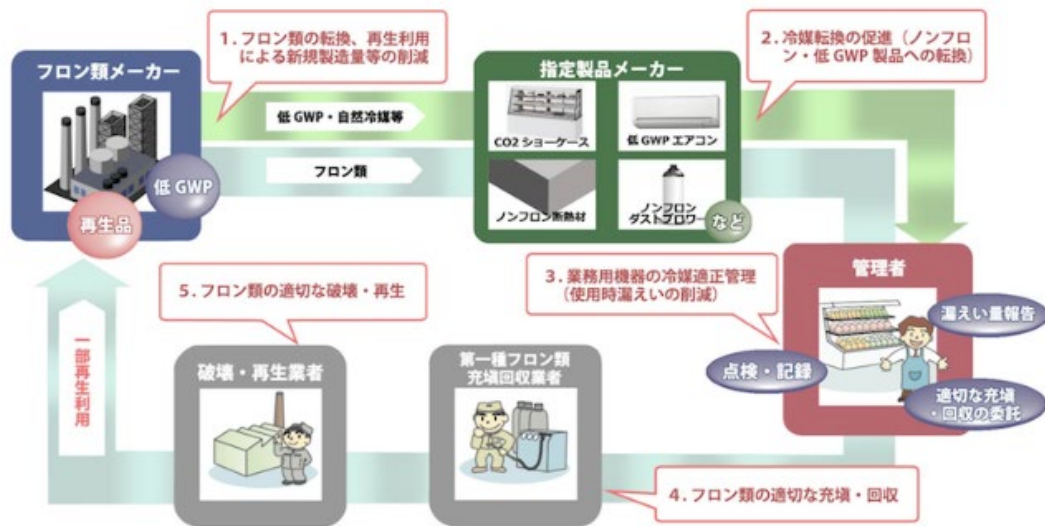 1．フロン類の転換、再生利用
による新規製造量等の削減
2．冷媒転換の促進（ノンフロ
ン・低 GWP 製品への転換）
フロン類メーカー
指定製品メーカー
低 GWP・自然冷媒等
フロン類
CO2 ショーケース
低 GWP エアコン
ノンフロン断熱材
ノンフロン
ダストブロワー
など
低 GWP
再生品
3．業務用機器の冷媒適正管理
（使用時漏えいの削減）
管理者
漏えい量報告
点検・記録
適切な充塡
・回収の委託
5．フロン類の適切な破壊・再生
一部再生利用
破壊・再生業者
第一種フロン類
充塡回収業者
4．フロン類の適切な充塡・回収